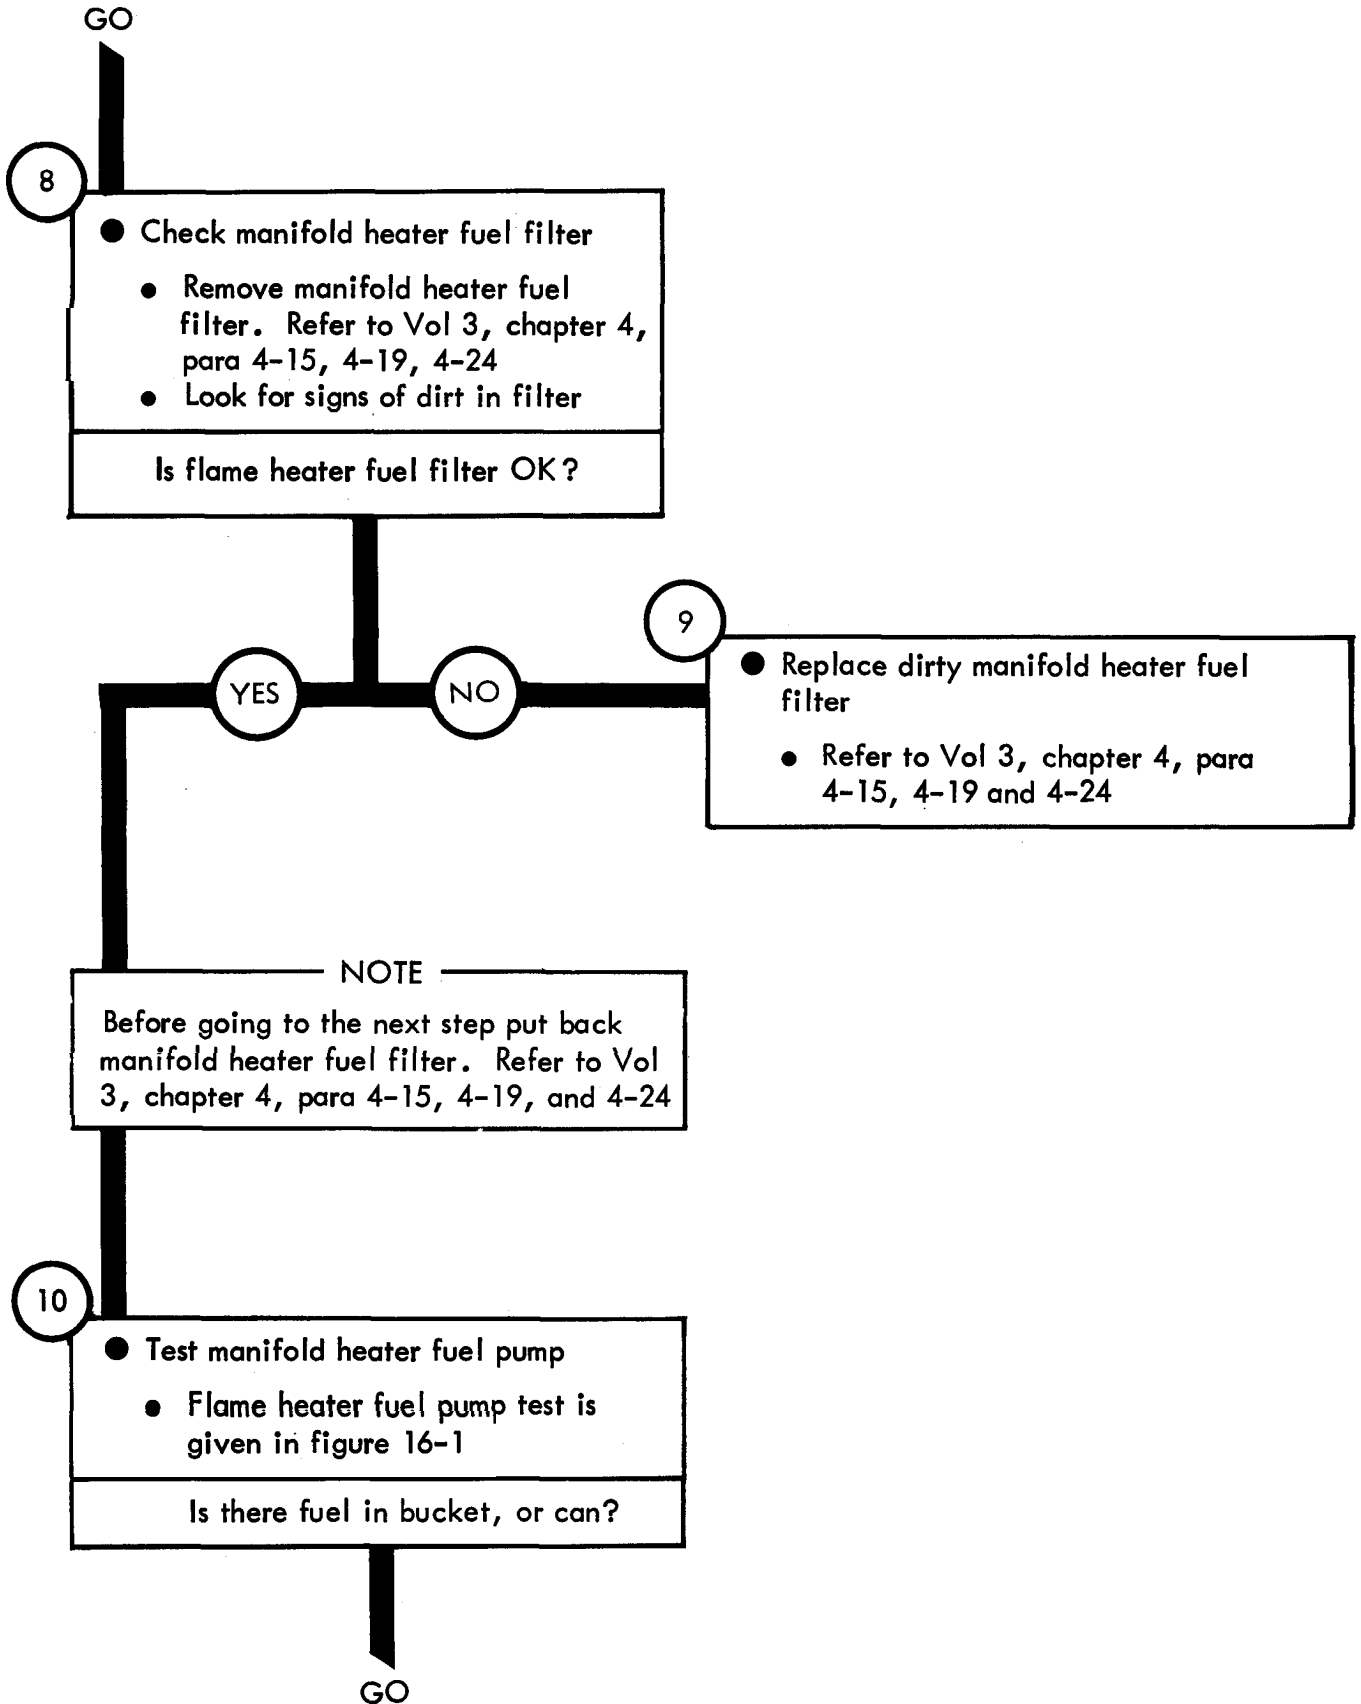 GO
8
● Check manifold heater fuel filter
● Remove manifold heater fuel
filter. Refer to Vol 3, chapter 4,
para 4-15, 4-19, 4-24
● Look for signs of dirt in filter
Is flame heater fuel filter OK?
YES
NO
9
● Replace dirty manifold heater fuel
filter
● Refer to Vol 3, chapter 4, para
4-15, 4-19 and 4-24
NOTE
Before going to the next step put back
manifold heater fuel filter. Refer to Vol
3, chapter 4, para 4-15, 4-19, and 4-24
10
● Test manifold heater fuel pump
● Flame heater fuel pump test is
given in figure 16-1
Is there fuel in bucket, or can?
GO